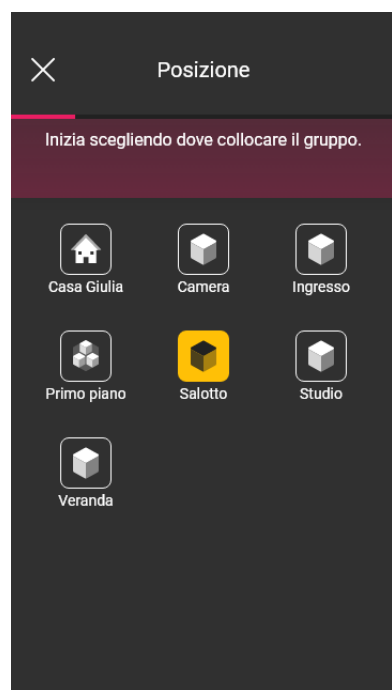 Posizione
Inizia scegliendo dove collocare il gruppo.
Casa Giulia
Camera
Ingresso
Primo piano
Salotto
Studio
Veranda